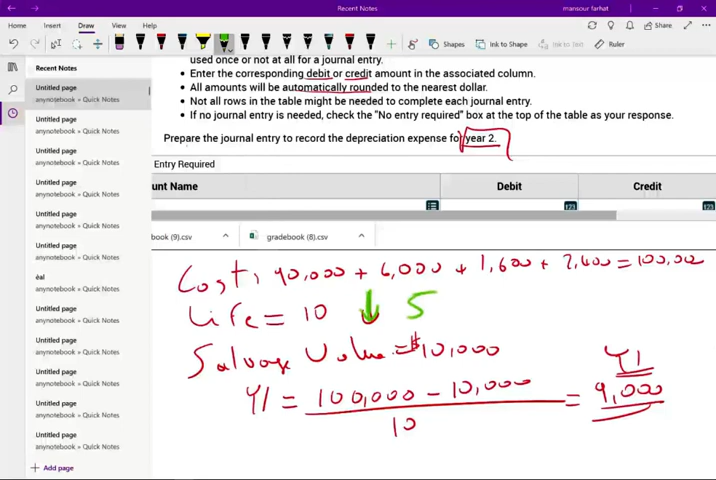 Recent Notes
mansour farhat
Home Insert Draw View Help
Share
Shapes Ink to Shape Ink to Text Ruler
Recent Notes
Untitled page
anynotebook » Quick Notes
Untitled page
anynotebook » Quick Notes
Untitled page
anynotebook » Quick Notes
Untitled page
anynotebook » Quick Notes
Untitled page
anynotebook » Quick Notes
Untitled page
anynotebook » Quick Notes
éal
anynotebook » Quick Notes
Untitled page
anynotebook » Quick Notes
Untitled page
anynotebook » Quick Notes
Untitled page
anynotebook » Quick Notes
Untitled page
anynotebook » Quick Notes
Untitled page
anynotebook » Quick Notes
+ Add page
used once or not at all for a journal entry.
• Enter the corresponding debit or credit amount in the associated column.
• All amounts will be automatically rounded to the nearest dollar.
• Not all rows in the table might be needed to complete each journal entry.
• If no journal entry is needed, check the "No entry required" box at the top of the table as your response.
Prepare the journal entry to record the depreciation expense for year 2.
Entry Required
unt Name Debit Credit
123 123
book (9).csv gradebook (8).csv
Cost, 90,000 + 6,000 + 1,600 + 2,400 = 100,000
Life = 10 5
Salvage Value = $10,000
Y1
Y1 = 100,000 - 10,000 = 9,000
10